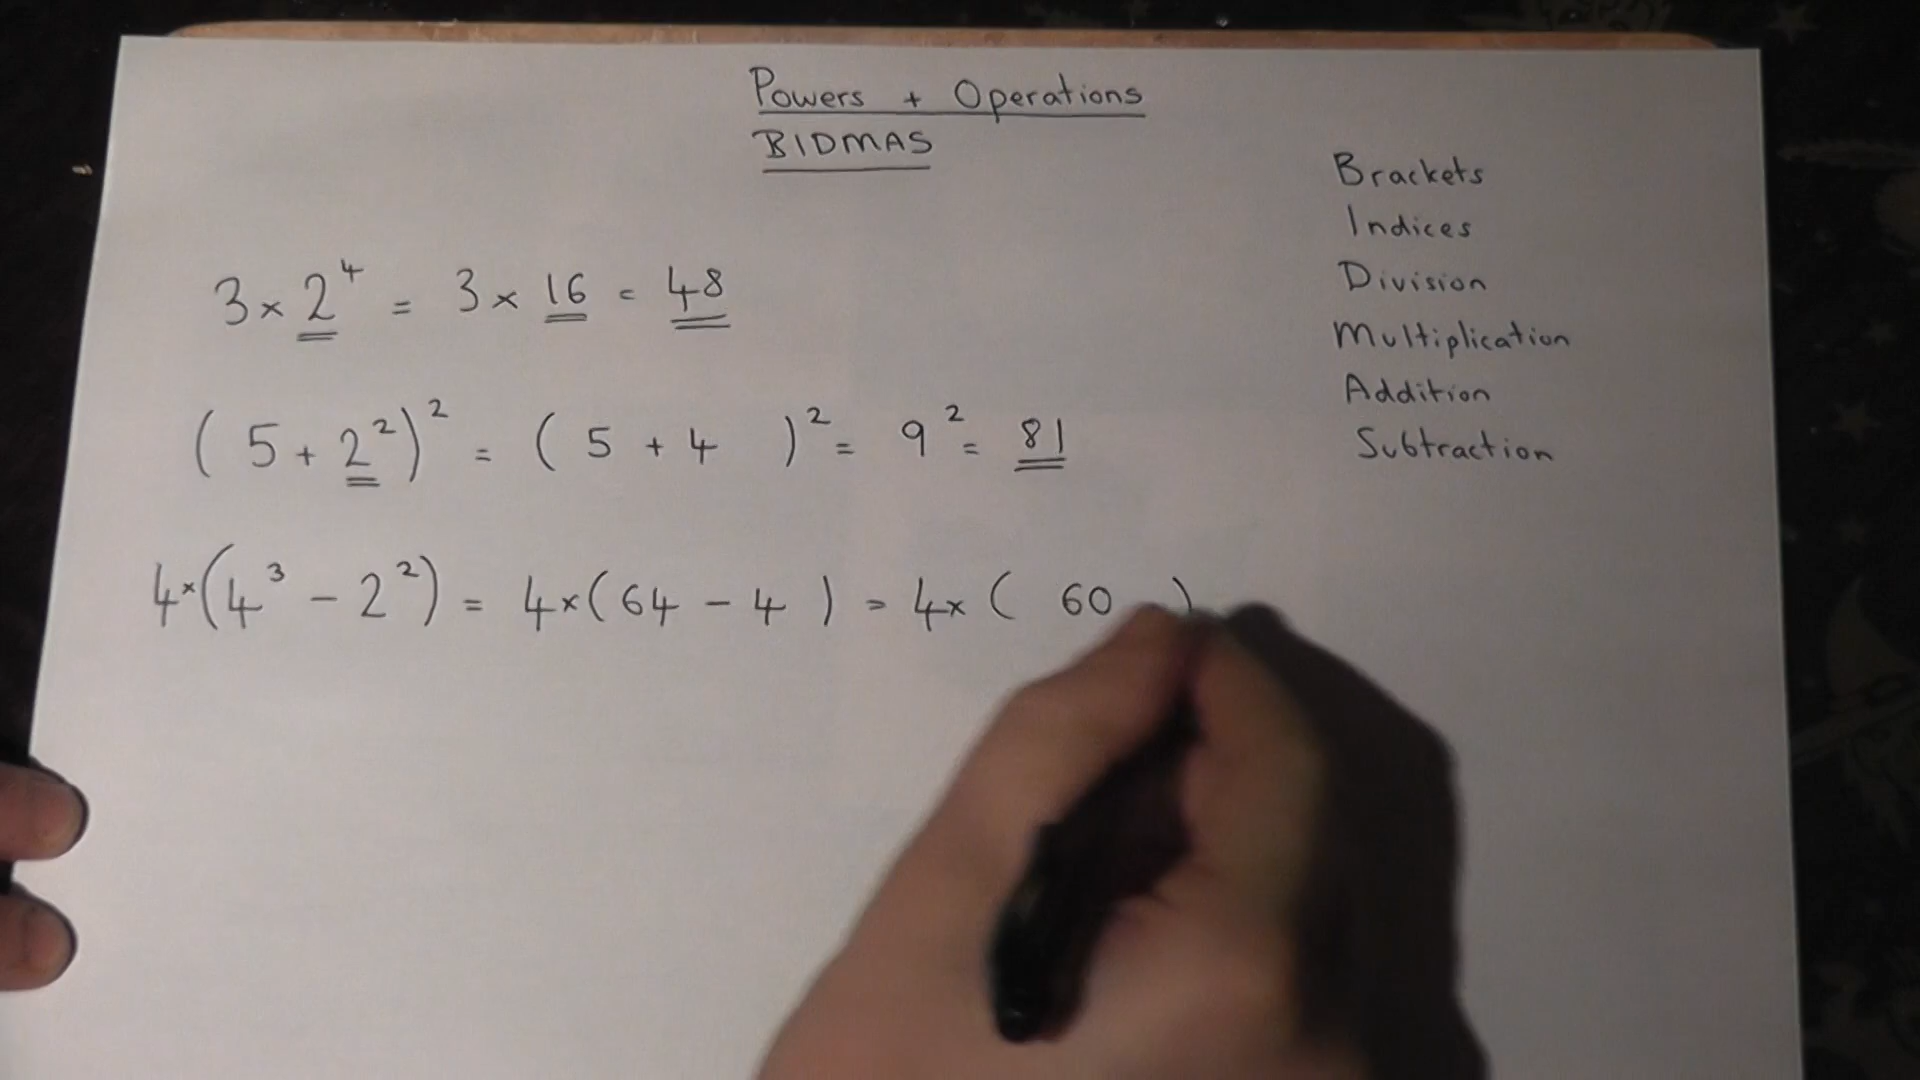 Powers + Operations
BIDMAS
Brackets
Indices
Division
Multiplication
Addition
Subtraction
3 × 2⁴ = 3 × 16 = 48
(5 + 2²)² = (5 + 4)² = 9² = 81
4×(4³ − 2²) = 4×(64 − 4) = 4×(60)